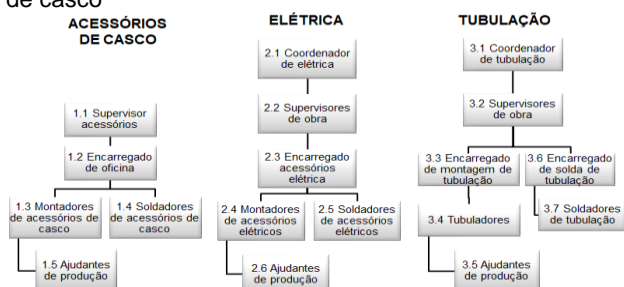 de casco
ACESSÓRIOS
DE CASCO
1.1 Supervisor
acessórios
1.2 Encarregado
de oficina
1.3 Montadores
de acessórios de
casco
1.4 Soldadores
de acessórios de
casco
1.5 Ajudantes
de produção
ELÉTRICA
2.1 Coordenador
de elétrica
2.2 Supervisores
de obra
2.3 Encarregado
acessórios
elétrica
2.4 Montadores
de acessórios
elétricos
2.5 Soldadores
de acessórios
elétricos
2.6 Ajudantes
de produção
TUBULAÇÃO
3.1 Coordenador
de tubulação
3.2 Supervisores
de obra
3.3 Encarregado
de montagem de
tubulação
3.6 Encarregado
de solda de
tubulação
3.4 Tubuladores
3.7 Soldadores
de tubulação
3.5 Ajudantes
de produção